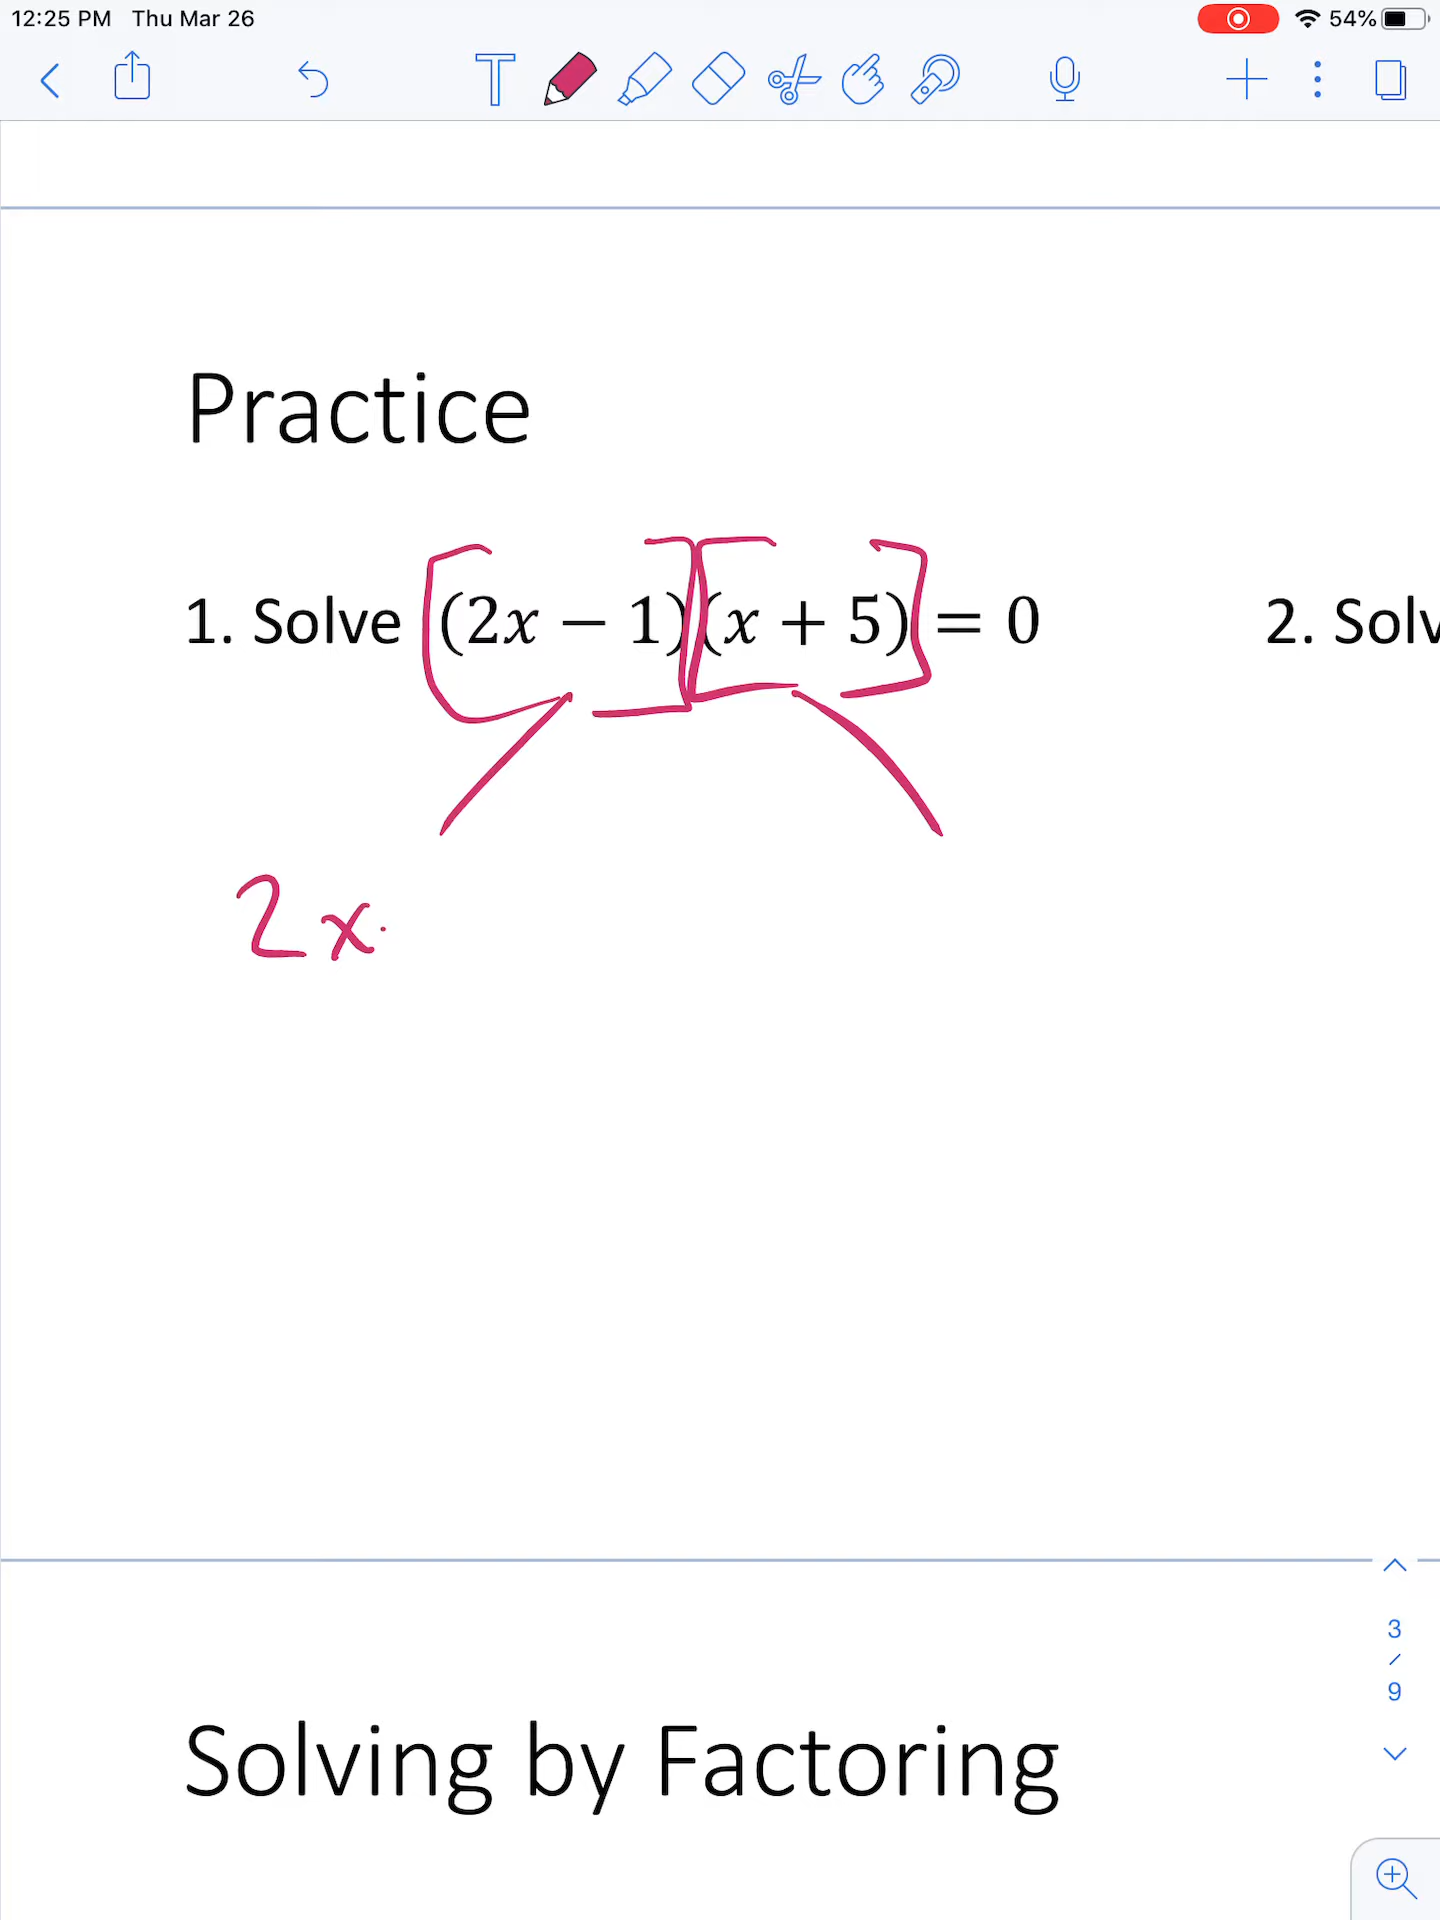 12:25 PM Thu Mar 26 54%
T
Practice
1. Solve (2x − 1)(x + 5) = 0
2. Solv
2x
3
/
9
Solving by Factoring